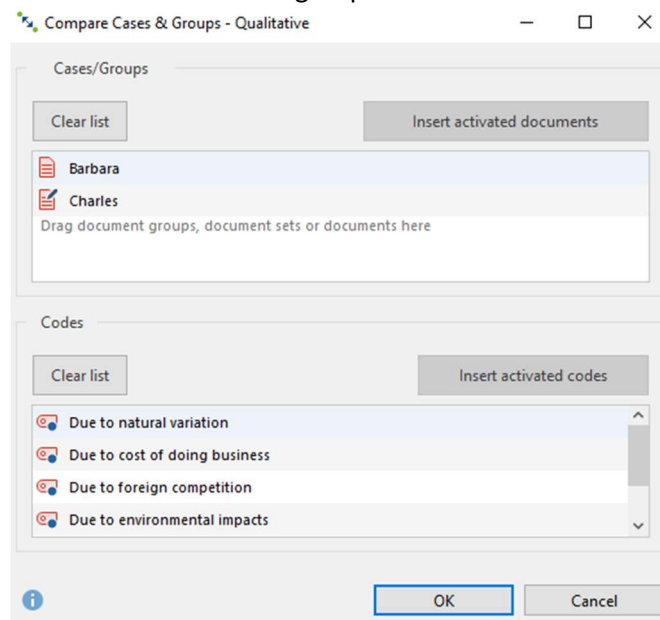 Compare Cases & Groups - Qualitative
Cases/Groups
Clear list
Insert activated documents
Barbara
Charles
Drag document groups, document sets or documents here
Codes
Clear list
Insert activated codes
Due to natural variation
Due to cost of doing business
Due to foreign competition
Due to environmental impacts
OK
Cancel